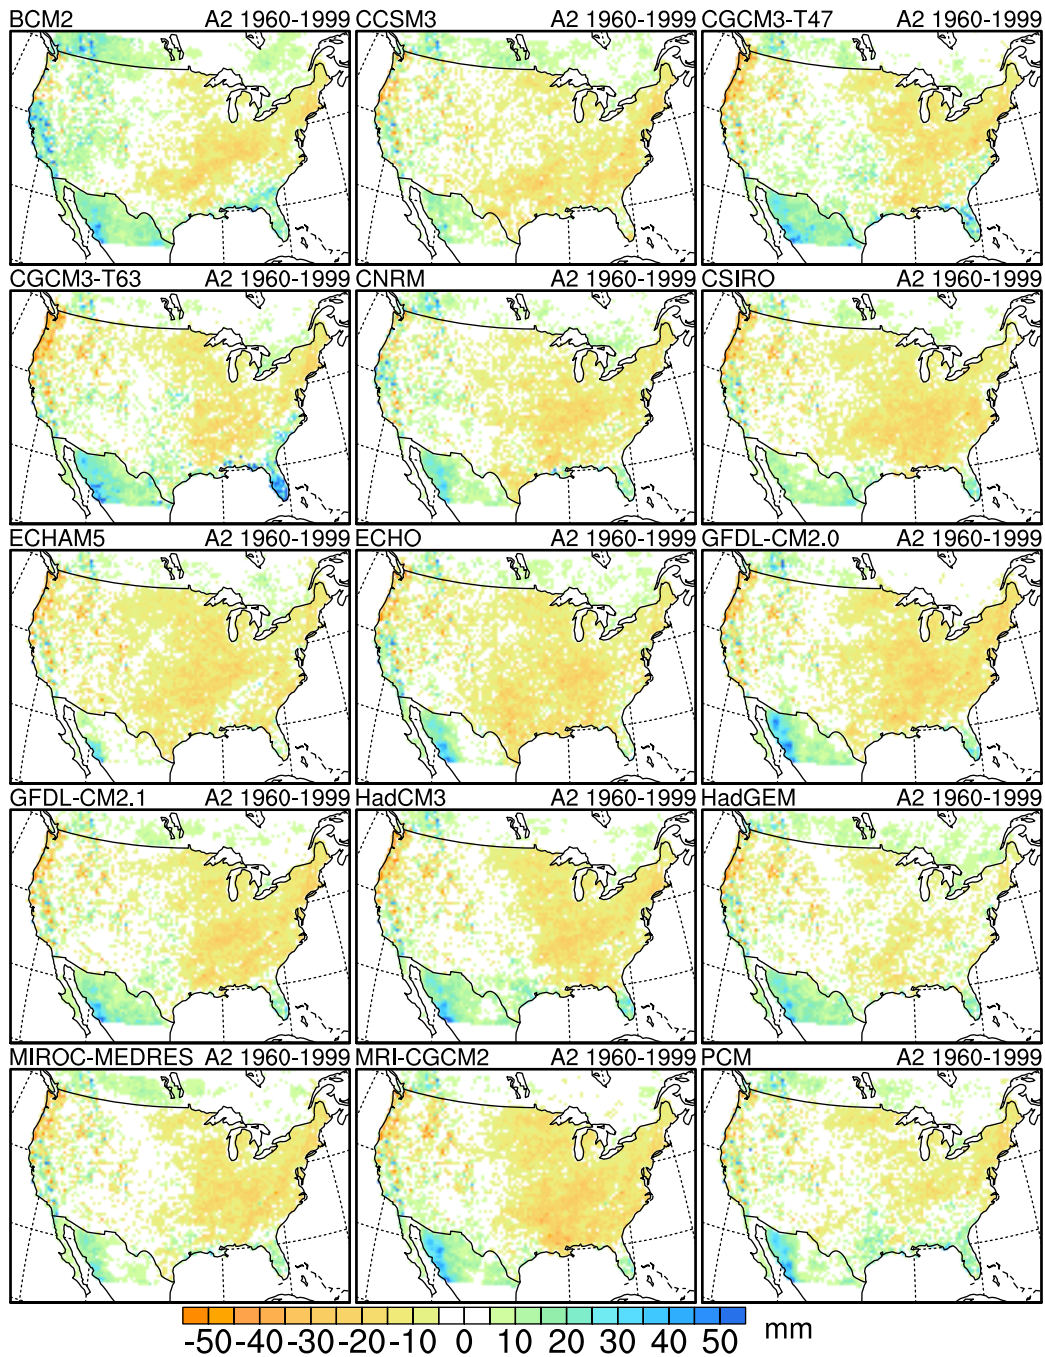 BCM2 A2 1960-1999 CCSM3 A2 1960-1999 CGCM3-T47 A2 1960-1999
CGCM3-T63 A2 1960-1999 CNRM A2 1960-1999 CSIRO A2 1960-1999
ECHAM5 A2 1960-1999 ECHO A2 1960-1999 GFDL-CM2.0 A2 1960-1999
GFDL-CM2.1 A2 1960-1999 HadCM3 A2 1960-1999 HadGEM A2 1960-1999
MIROC-MEDRES A2 1960-1999 MRI-CGCM2 A2 1960-1999 PCM A2 1960-1999
-50 -40 -30 -20 -10 0 10 20 30 40 50 mm